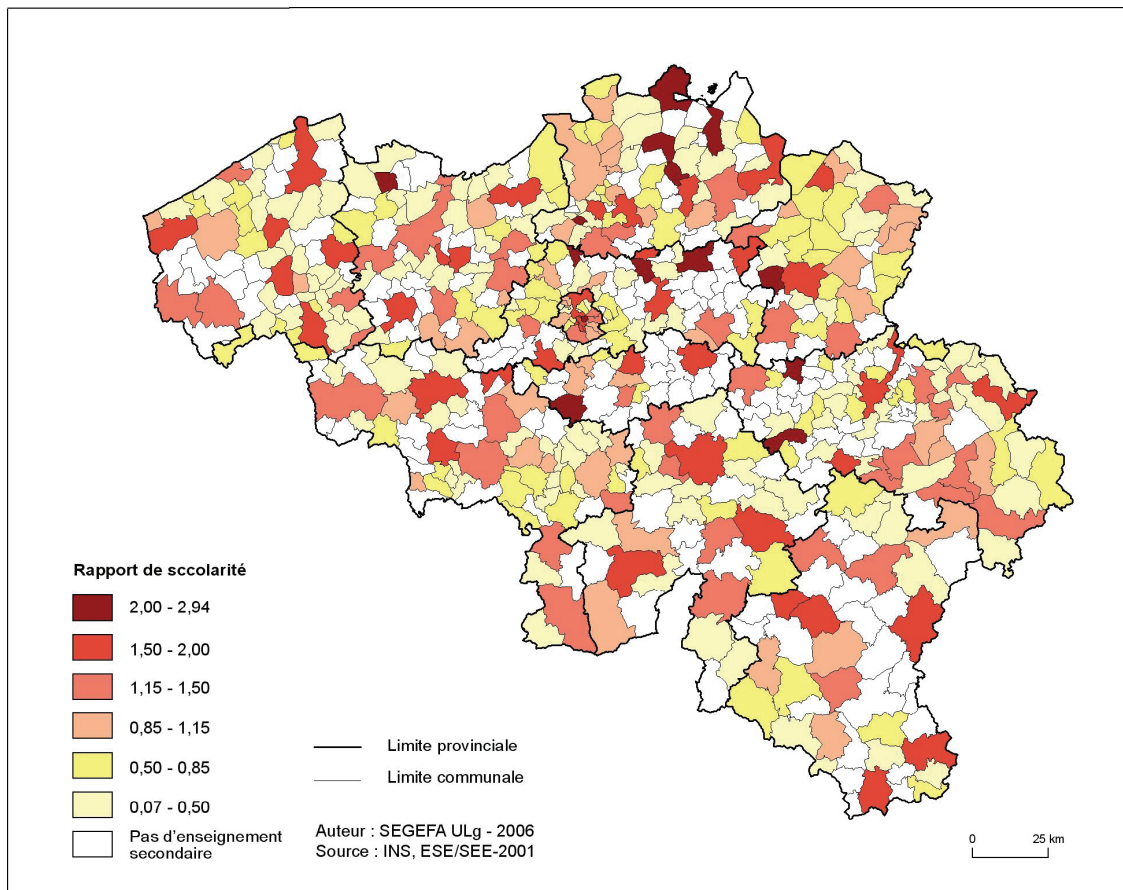 Rapport de sccolarité
2,00 - 2,94
1,50 - 2,00
1,15 - 1,50
0,85 - 1,15
0,50 - 0,85
0,07 - 0,50
Pas d'enseignement
secondaire
Limite provinciale
Limite communale
Auteur : SEGEFA ULg - 2006
Source : INS, ESE/SEE-2001
0 25 km